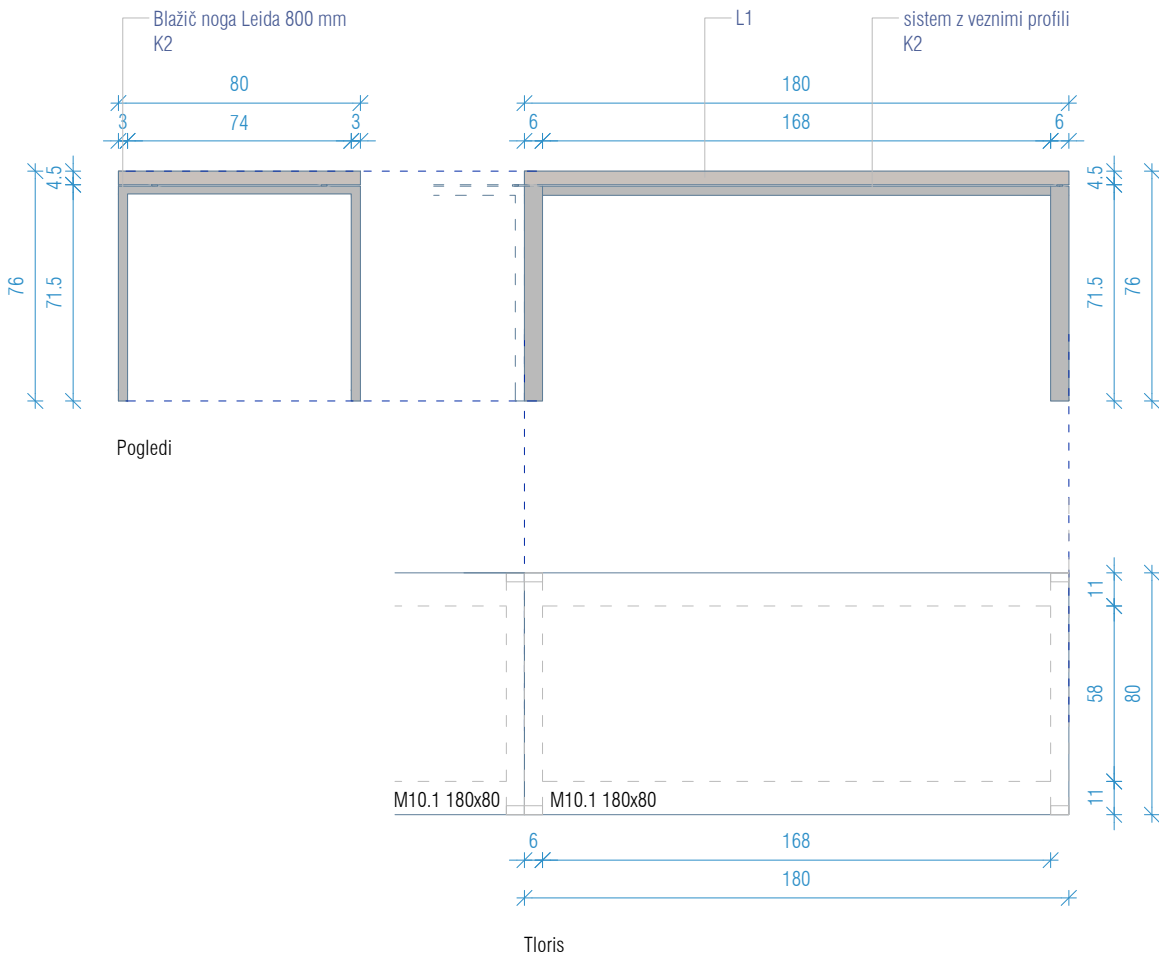 Blažič noga Leida 800 mm
K2
L1
sistem z veznimi profili
K2
80
180
3
74
3
6
168
6
4.5
4.5
76
71.5
71.5
76
Pogledi
11
58
80
11
M10.1 180x80
M10.1 180x80
6
168
180
Tloris